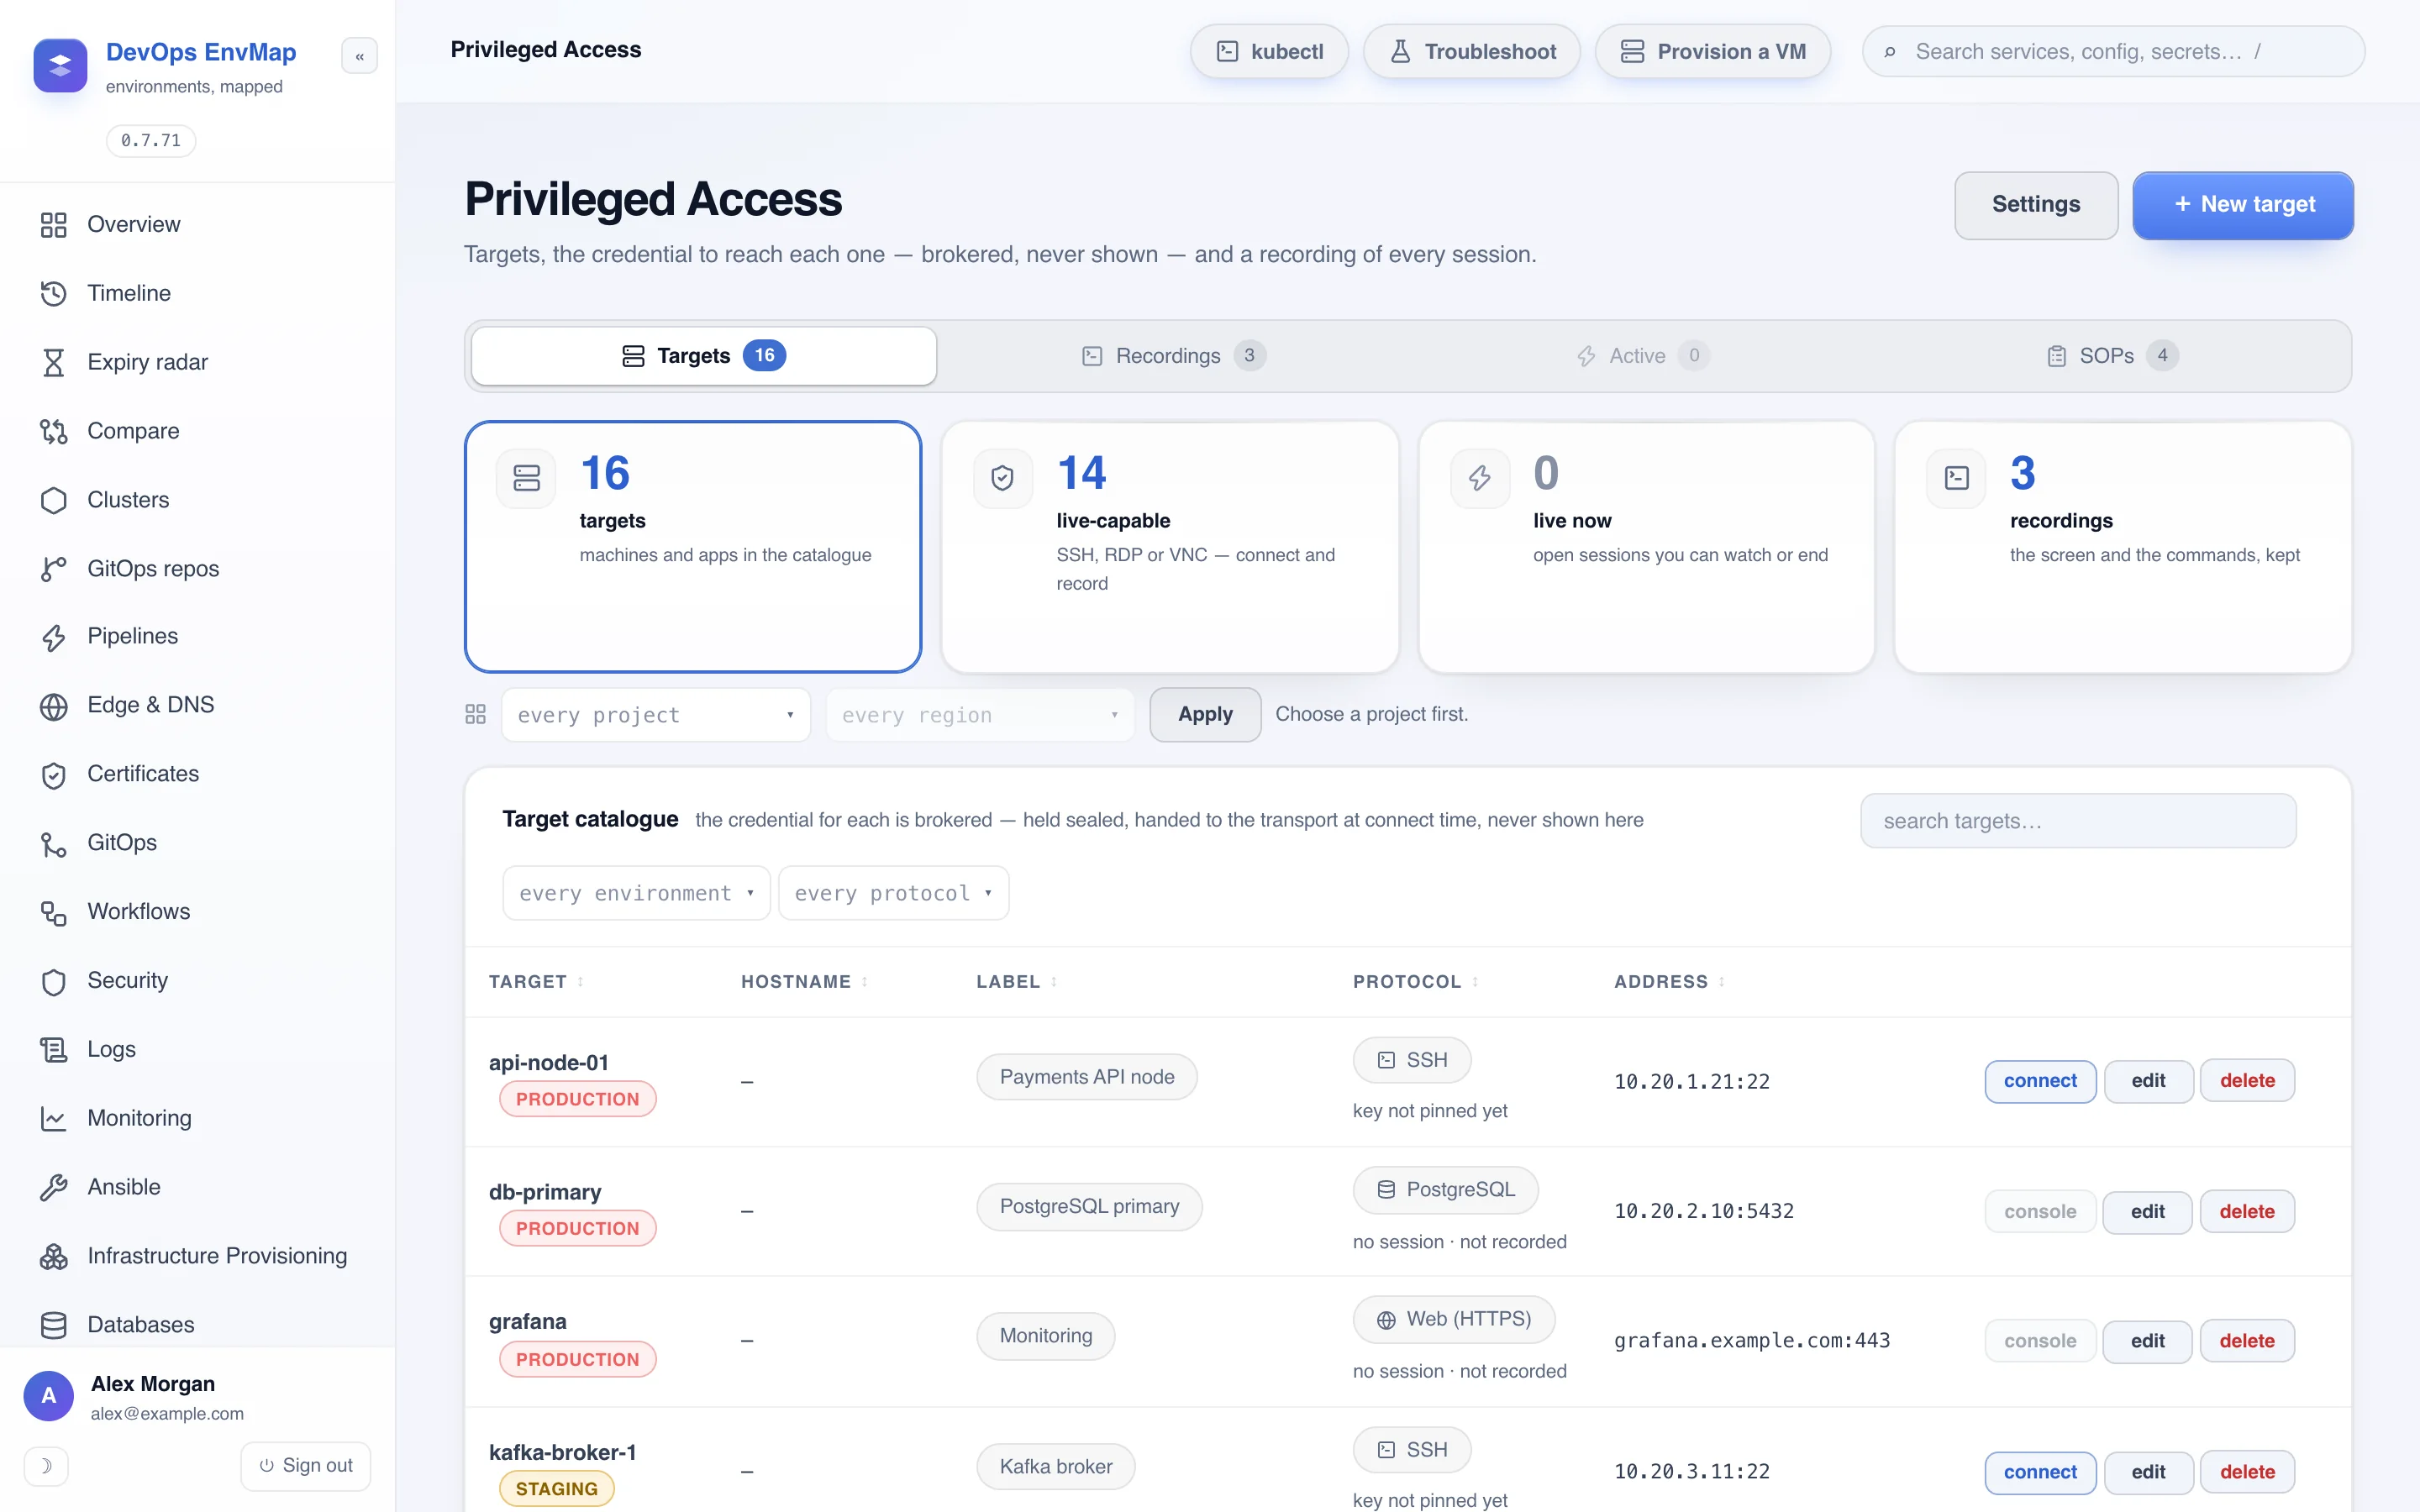 DevOps EnvMap
environments, mapped
«
0.7.71
Overview
Timeline
Expiry radar
Compare
Clusters
GitOps repos
Pipelines
Edge & DNS
Certificates
GitOps
Workflows
Security
Logs
Monitoring
Ansible
Infrastructure Provisioning
Databases
A
Alex Morgan
alex@example.com
Sign out
Privileged Access
kubectl
Troubleshoot
Provision a VM
Search services, config, secrets… /
Privileged Access
Targets, the credential to reach each one — brokered, never shown — and a recording of every session.
Settings
+ New target
Targets 16
Recordings 3
Active 0
SOPs 4
16
targets
machines and apps in the catalogue
14
live-capable
SSH, RDP or VNC — connect and
record
0
live now
open sessions you can watch or end
3
recordings
the screen and the commands, kept
every project
every region
Apply
Choose a project first.
Target catalogue the credential for each is brokered — held sealed, handed to the transport at connect time, never shown here
search targets…
every environment
every protocol
TARGET HOSTNAME LABEL PROTOCOL ADDRESS
api-node-01
PRODUCTION
–
Payments API node
SSH
key not pinned yet
10.20.1.21:22
connect edit delete
db-primary
PRODUCTION
–
PostgreSQL primary
PostgreSQL
no session · not recorded
10.20.2.10:5432
console edit delete
grafana
PRODUCTION
–
Monitoring
Web (HTTPS)
no session · not recorded
grafana.example.com:443
console edit delete
kafka-broker-1
STAGING
–
Kafka broker
SSH
key not pinned yet
10.20.3.11:22
connect edit delete